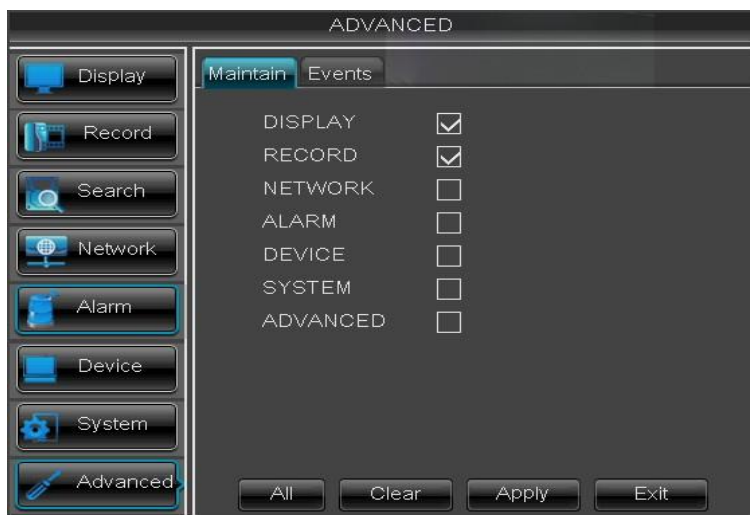 ADVANCED
Display
Record
Search
Network
Alarm
Device
System
Advanced
Maintain Events
DISPLAY
RECORD
NETWORK
ALARM
DEVICE
SYSTEM
ADVANCED
All Clear Apply Exit